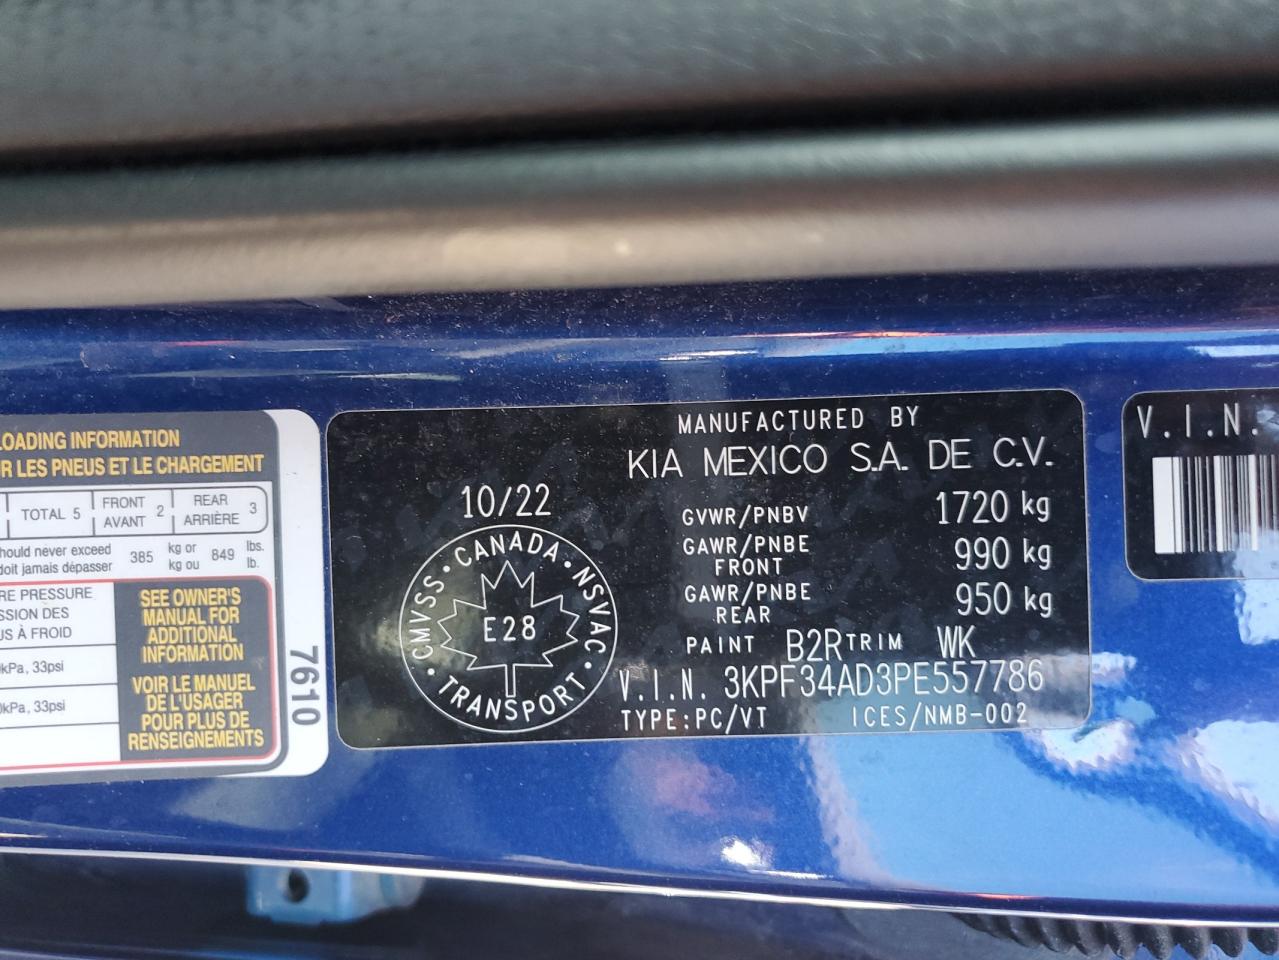 LOADING INFORMATION
R LES PNEUS ET LE CHARGEMENT
TOTAL 5
FRONT
AVANT 2
REAR
ARRIÈRE 3
should never exceed
doit jamais dépasser
385 kg or
kg ou
849 lbs.
lb.
RE PRESSURE
SSION DES
US À FROID
kPa, 33psi
0kPa, 33psi
SEE OWNER'S
MANUAL FOR
ADDITIONAL
INFORMATION
VOIR LE MANUEL
DE L'USAGER
POUR PLUS DE
RENSEIGNEMENTS
7610
MANUFACTURED BY
KIA MEXICO S.A. DE C.V.
10/22
GVWR/PNBV 1720 kg
GAWR/PNBE
FRONT 990 kg
GAWR/PNBE
REAR 950 kg
PAINT B2R TRIM WK
V.I.N. 3KPF34AD3PE557786
TYPE:PC/VT ICES/NMB-002
CMVSS · CANADA · NSVAC · TRANSPORT ·
E28
V.I.N.